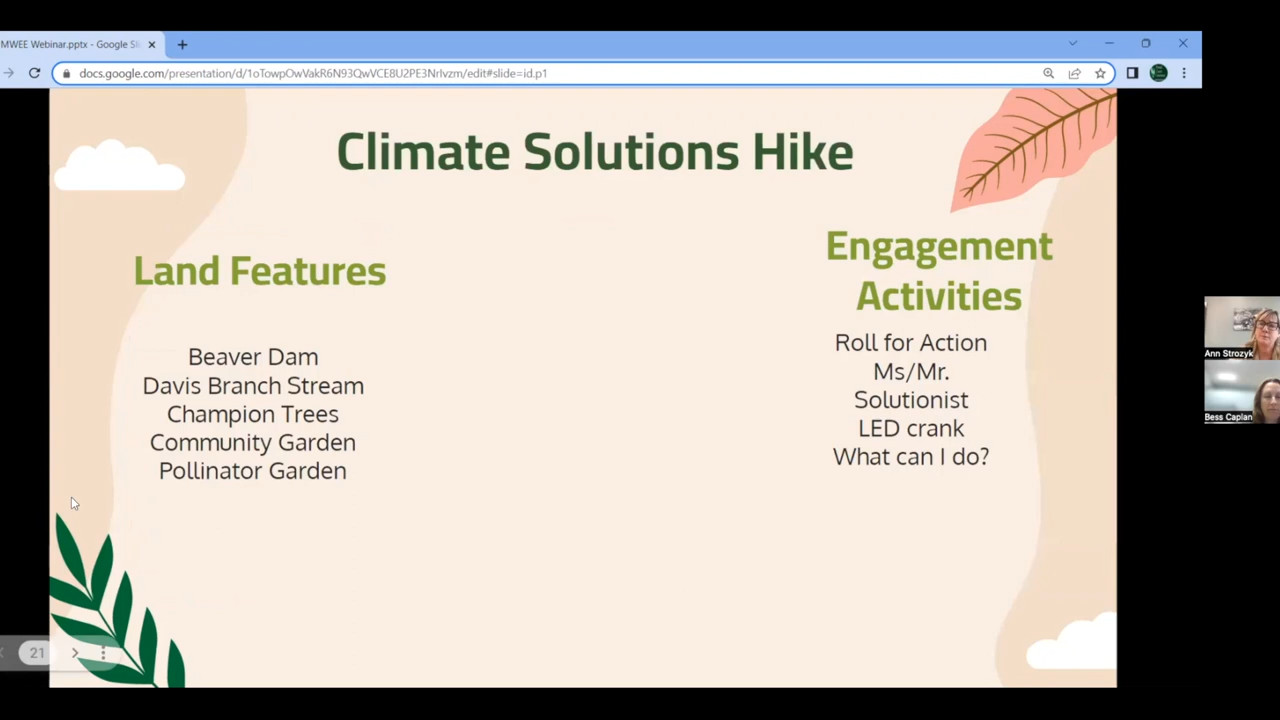 MWEE Webinar.pptx - Google Sl
docs.google.com/presentation/d/1oTowpOwVakR6N93QwVCE8U2PE3NrIvzm/edit#slide=id.p1
Climate Solutions Hike
Land Features
Beaver Dam
Davis Branch Stream
Champion Trees
Community Garden
Pollinator Garden
Engagement
Activities
Roll for Action
Ms/Mr.
Solutionist
LED crank
What can I do?
Ann Strozyk
Bess Caplan
21